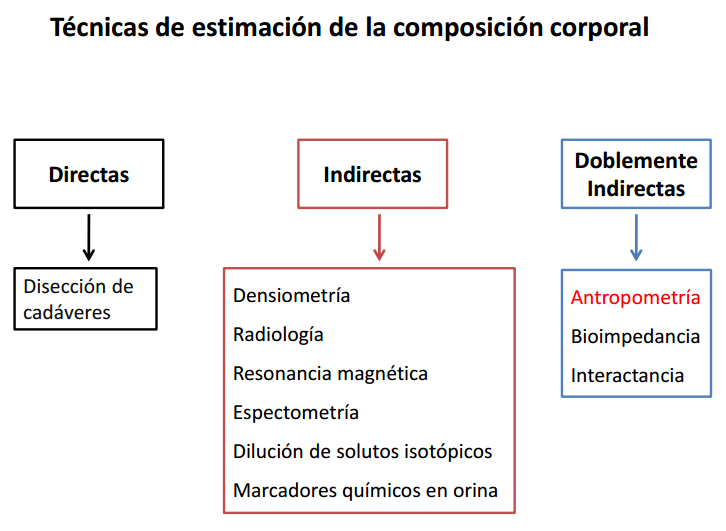 Técnicas de estimación de la composición corporal
Directas
Disección de
cadáveres
Indirectas
Densiometría
Radiología
Resonancia magnética
Espectometría
Dilución de solutos isotópicos
Marcadores químicos en orina
Doblemente
Indirectas
Antropometría
Bioimpedancia
Interactancia